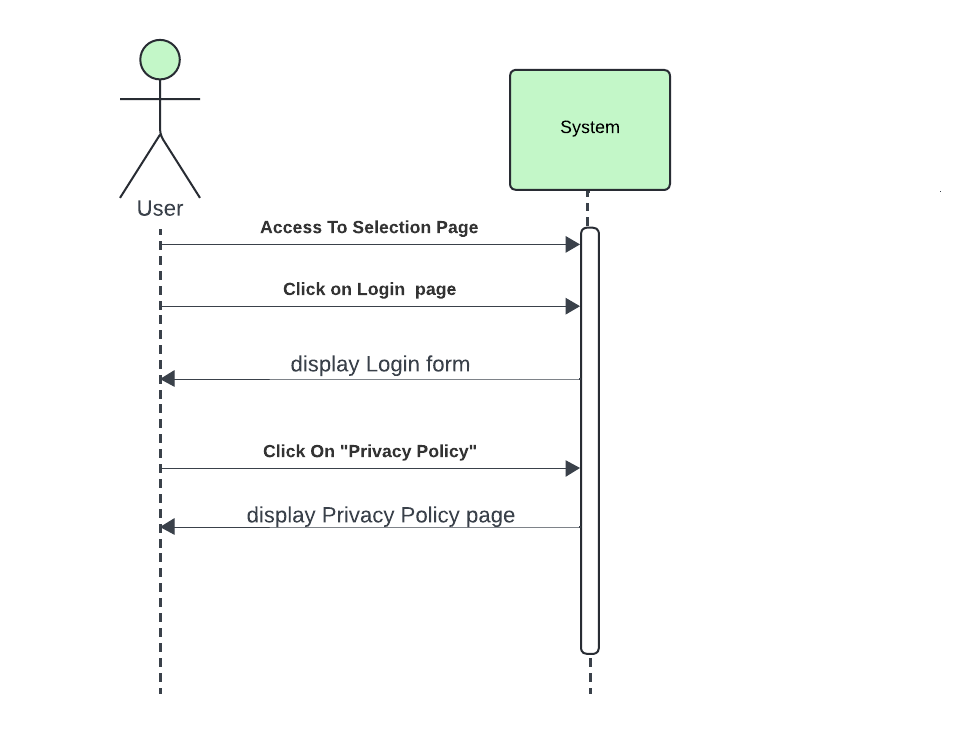 System
User
Access To Selection Page
Click on Login  page
display Login form
Click On "Privacy Policy"
display Privacy Policy page